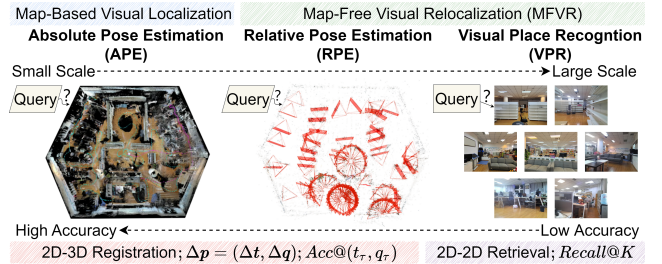 Map-Based Visual Localization
Map-Free Visual Relocalization (MFVR)
Absolute Pose Estimation
(APE)
Relative Pose Estimation
(RPE)
Visual Place Recogntion
(VPR)
Small Scale
Large Scale
Query ?
Query ?
Query ?
High Accuracy
Low Accuracy
2D-3D Registration; Δp = (Δt, Δq); Acc@(t_τ, q_τ)
2D-2D Retrieval; Recall@K